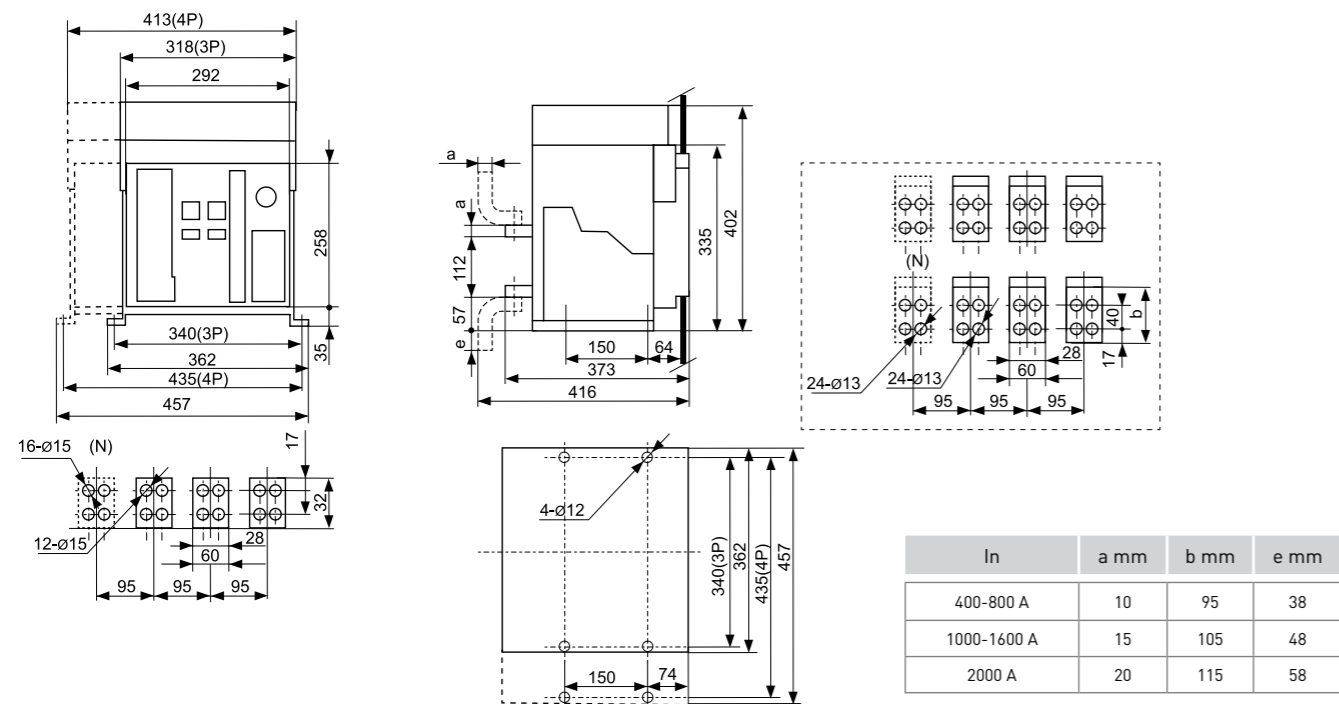 413(4P)
318(3P)
292
258
35
340(3P)
362
435(4P)
457
16-ø15 (N)
12-ø15
17
32
28
60
95 95 95
a
a
112
57
e
335
402
150 64
373
416
4-ø12
340(3P)
362
435(4P)
457
150 74
(N)
24-ø13 24-ø13
40
b
17
28
60
95 95 95
In a mm b mm e mm
400-800 A 10 95 38
1000-1600 A 15 105 48
2000 A 20 115 58